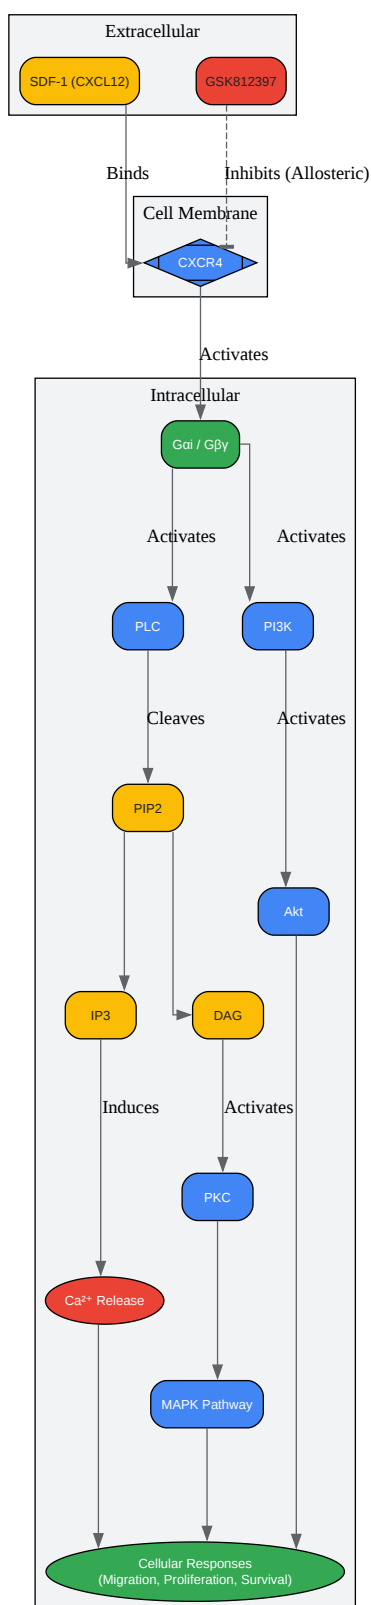 Extracellular
SDF-1 (CXCL12)
GSK812397
Binds
Inhibits (Allosteric)
Cell Membrane
CXCR4
Activates
Intracellular
Gαi / Gβγ
Activates
Activates
PLC
PI3K
Cleaves
Activates
PIP2
Akt
IP3
DAG
Induces
Activates
PKC
Ca²⁺ Release
MAPK Pathway
Cellular Responses
(Migration, Proliferation, Survival)